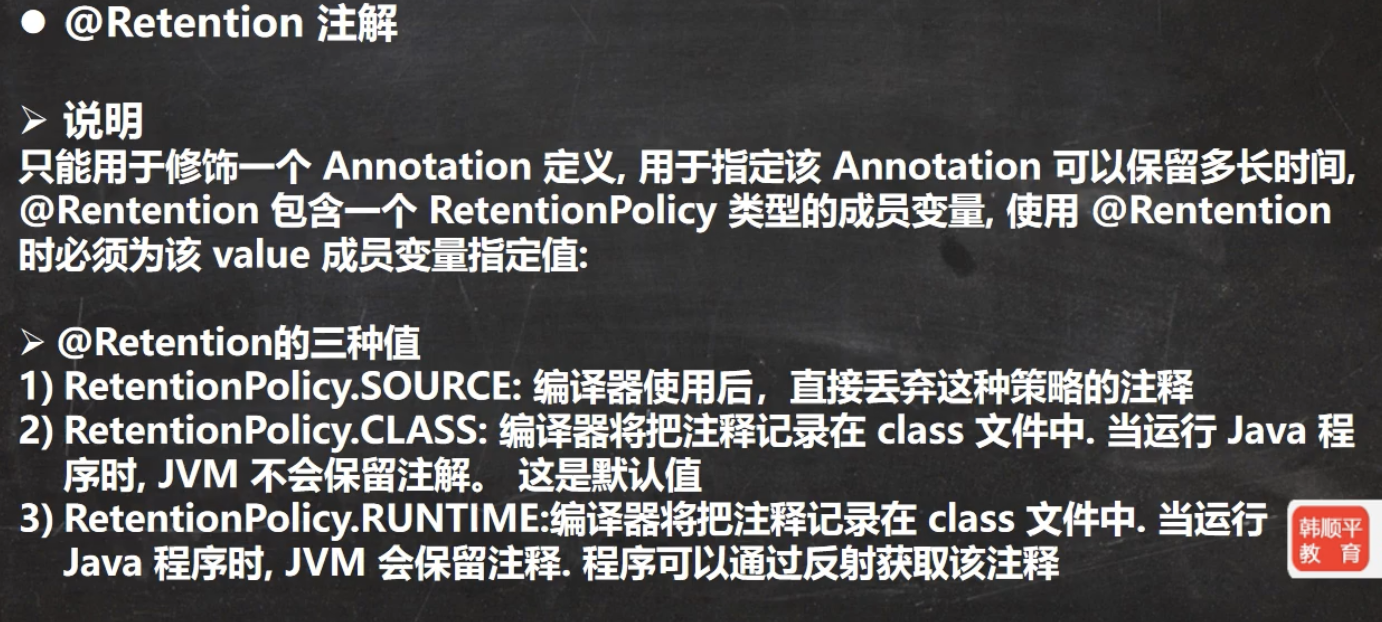 ● @Retention 注解
➢ 说明
只能用于修饰一个 Annotation 定义, 用于指定该 Annotation 可以保留多长时间,
@Rentention 包含一个 RetentionPolicy 类型的成员变量, 使用 @Rentention
时必须为该 value 成员变量指定值:
➢ @Retention的三种值
1) RetentionPolicy.SOURCE: 编译器使用后，直接丢弃这种策略的注释
2) RetentionPolicy.CLASS: 编译器将把注释记录在 class 文件中. 当运行 Java 程
序时, JVM 不会保留注解。 这是默认值
3) RetentionPolicy.RUNTIME:编译器将把注释记录在 class 文件中. 当运行
Java 程序时, JVM 会保留注释. 程序可以通过反射获取该注释
韩顺平
教 育